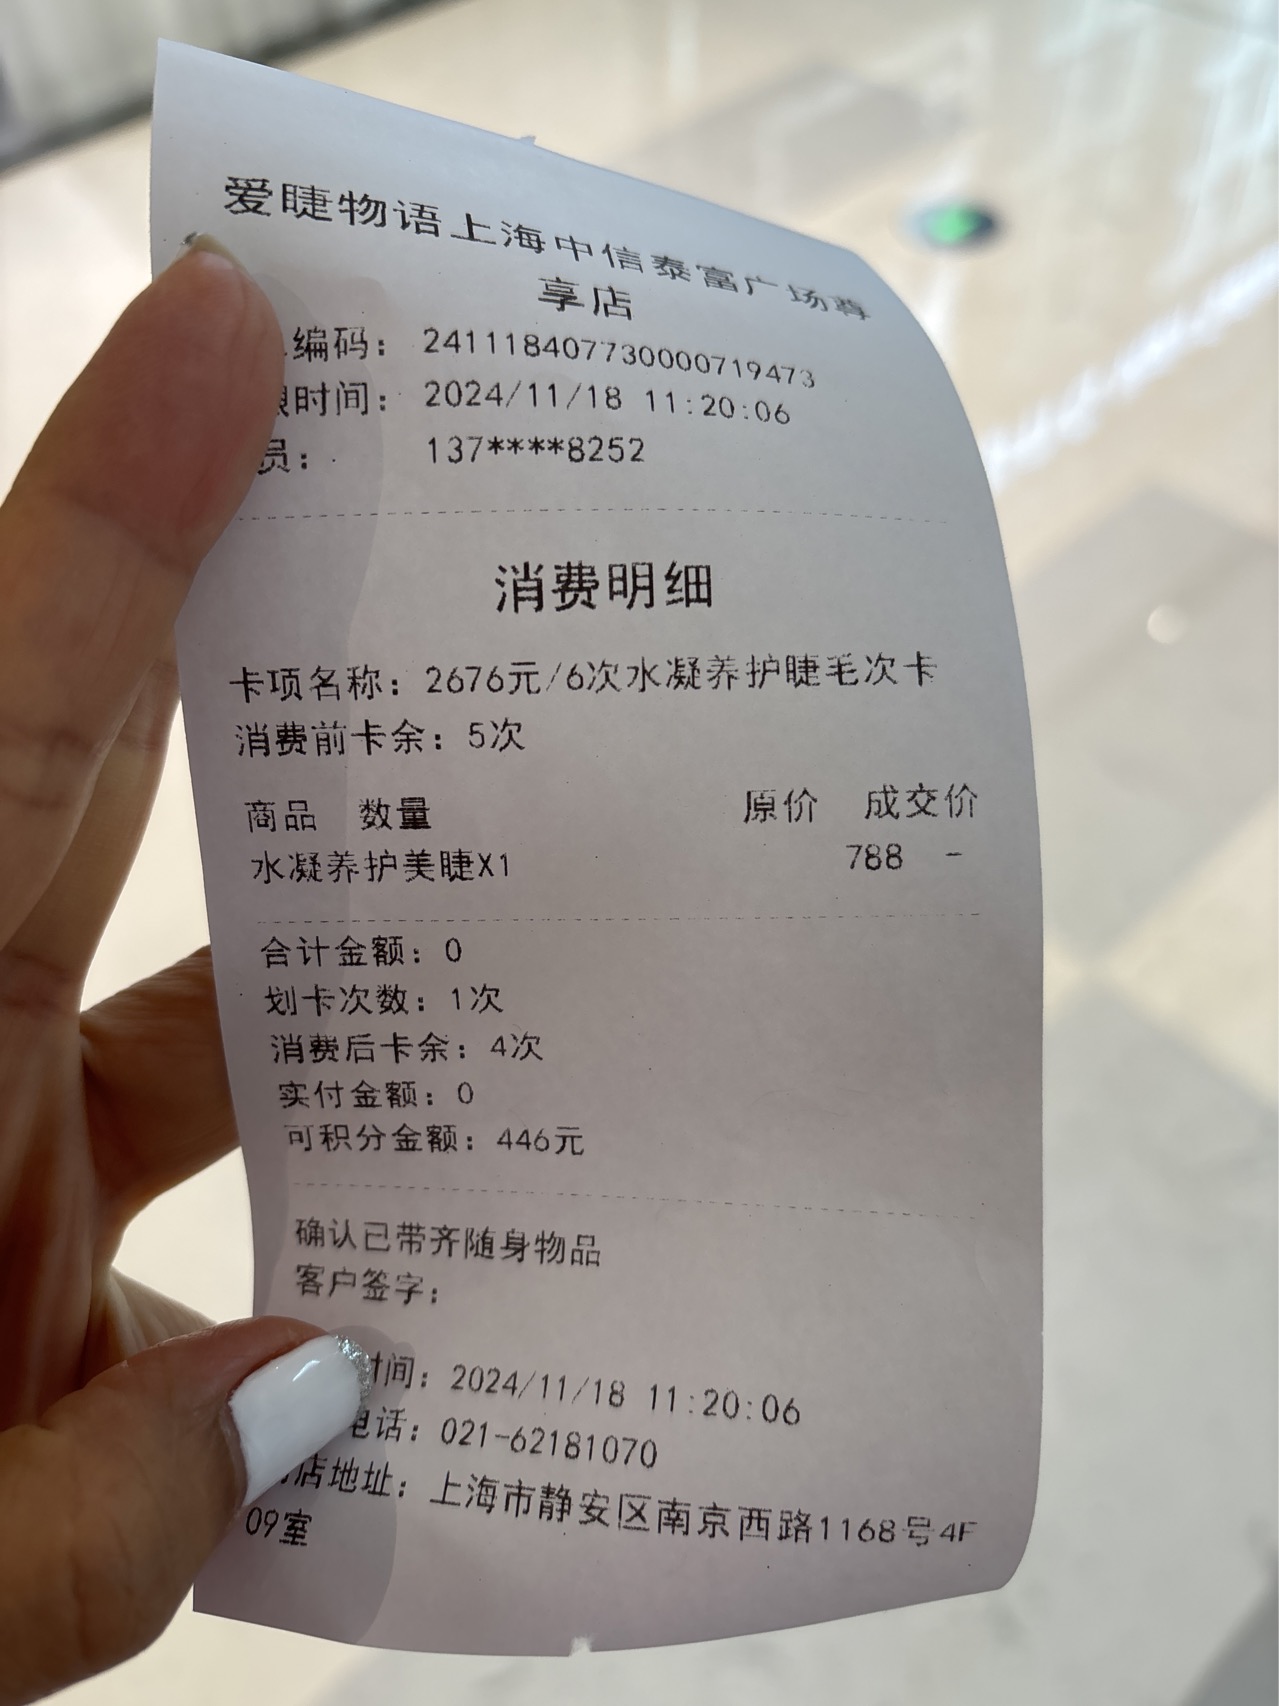 爱睫物语上海中信泰富广场尊
享店
编码： 241118407730000719473
时间： 2024/11/18 11:20:06
员： 137****8252
消费明细
卡项名称：2676元/6次水凝养护睫毛次卡
消费前卡余：5次
商品 数量 原价 成交价
水凝养护美睫X1 788 -
合计金额：0
划卡次数：1次
消费后卡余：4次
实付金额：0
可积分金额：446元
确认已带齐随身物品
客户签字：
时间：2024/11/18 11:20:06
电话：021-62181070
店地址：上海市静安区南京西路1168号4F
09室